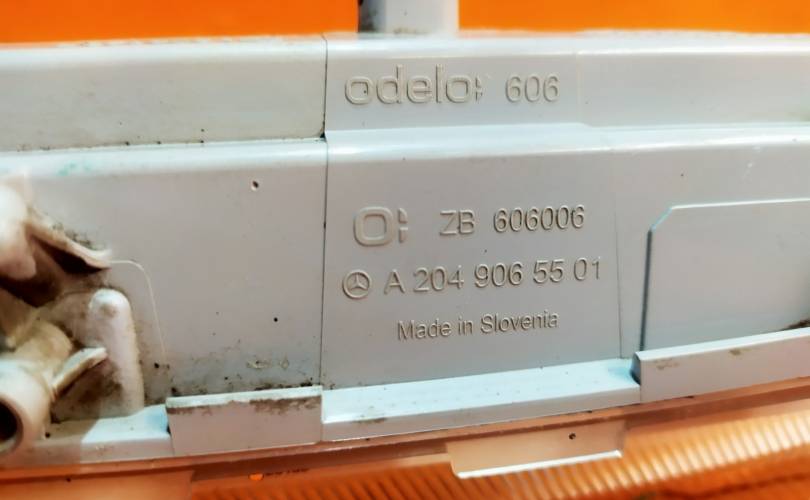 odelo 606
ZB 606006
A 204 906 55 01
Made in Slovenia